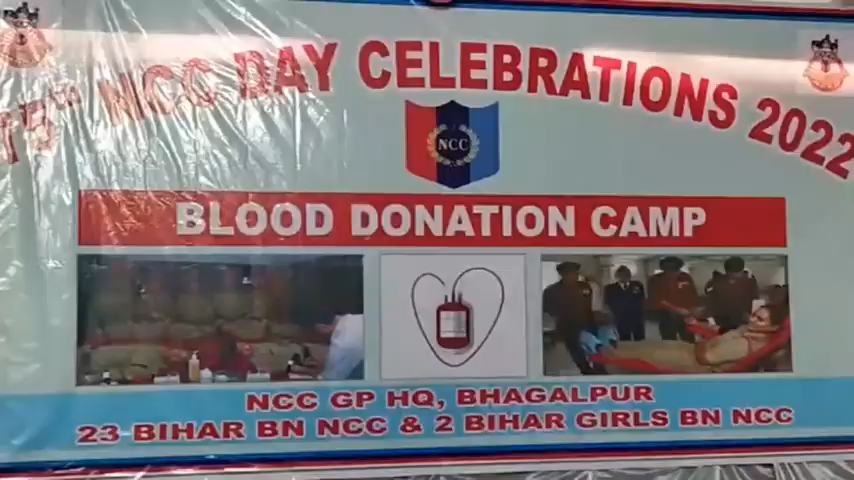 75th NCC DAY CELEBRATIONS 2022
NCC
BLOOD DONATION CAMP
NCC GP HQ, BHAGALPUR
23 BIHAR BN NCC & 2 BIHAR GIRLS BN NCC